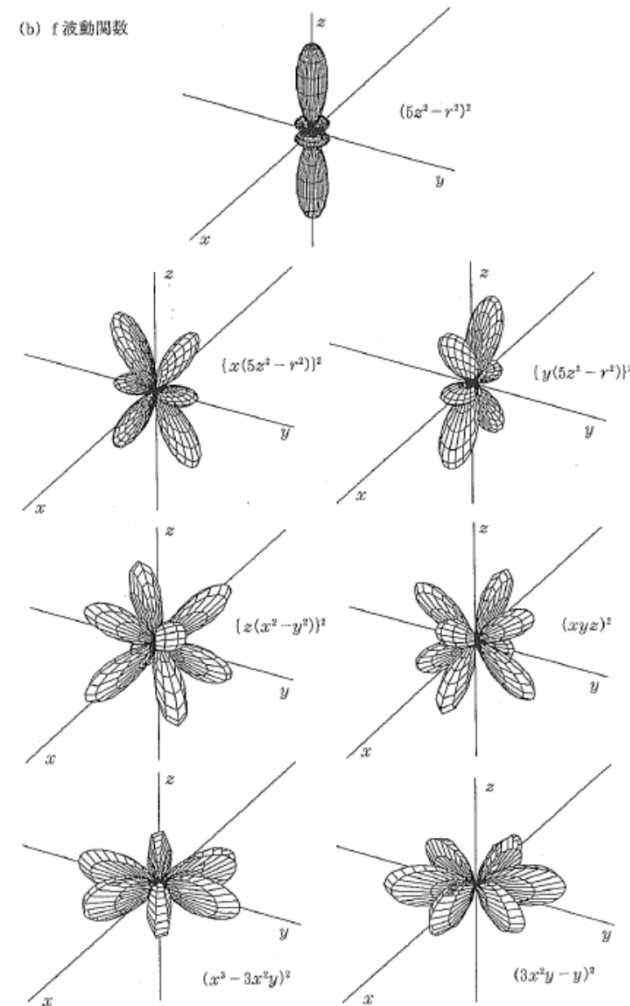 (b) f 波動関数
z
(5z² − r²)²
y
x
z
{x(5z² − r²)}²
y
x
z
{y(5z² − r²)}²
y
x
z
{z(x² − y²)}²
y
x
z
(xyz)²
y
x
z
y
(x³ − 3x²y)²
x
z
y
(3x²y − y)²
x